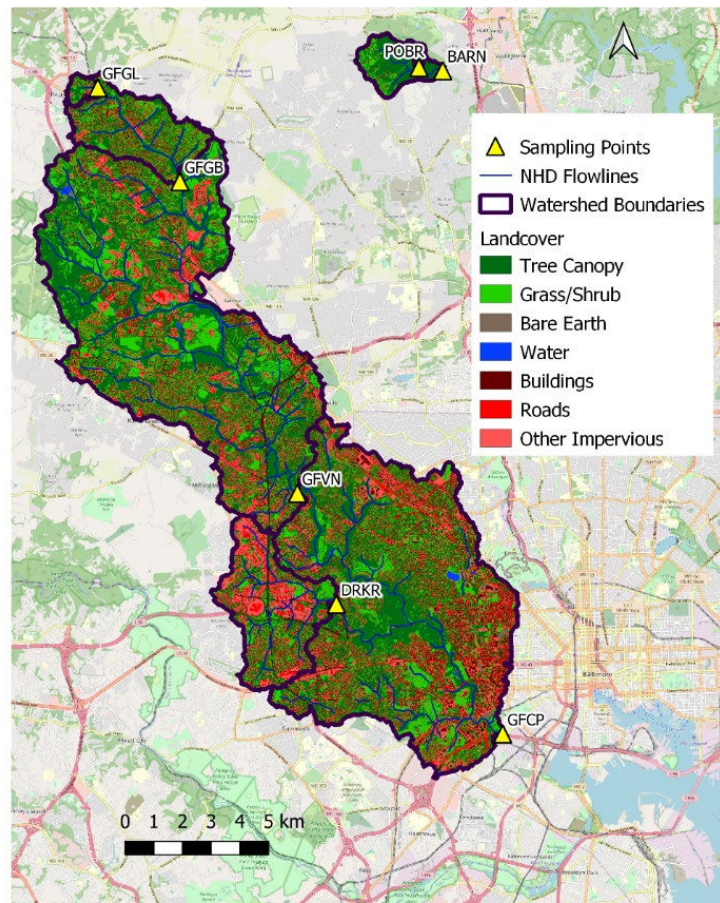 POBR
BARN
GFGL
GFGB
Sampling Points
NHD Flowlines
Watershed Boundaries
Landcover
Tree Canopy
Grass/Shrub
Bare Earth
Water
Buildings
Roads
Other Impervious
GFVN
DRKR
GFCP
Baltimore
0 1 2 3 4 5 km